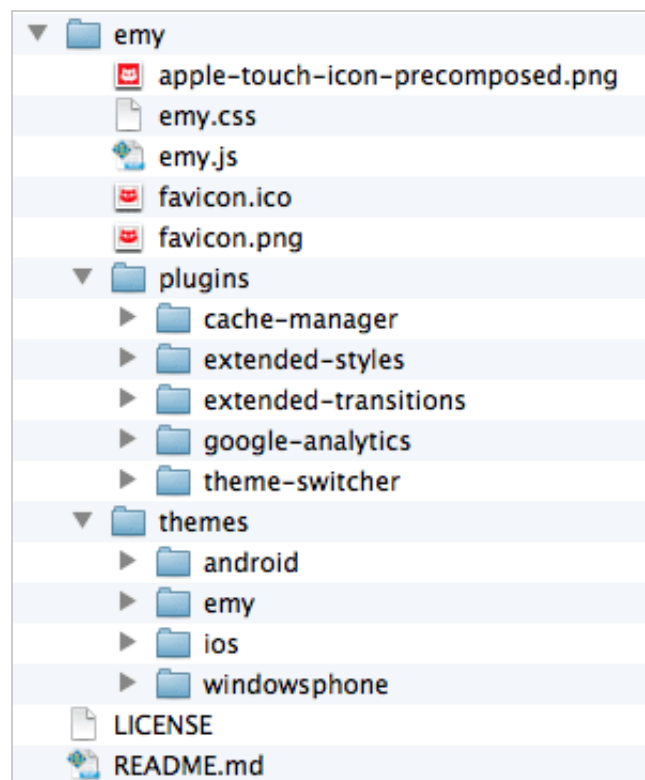 emy
apple-touch-icon-precomposed.png
emy.css
emy.js
favicon.ico
favicon.png
plugins
cache-manager
extended-styles
extended-transitions
google-analytics
theme-switcher
themes
android
emy
ios
windowsphone
LICENSE
README.md